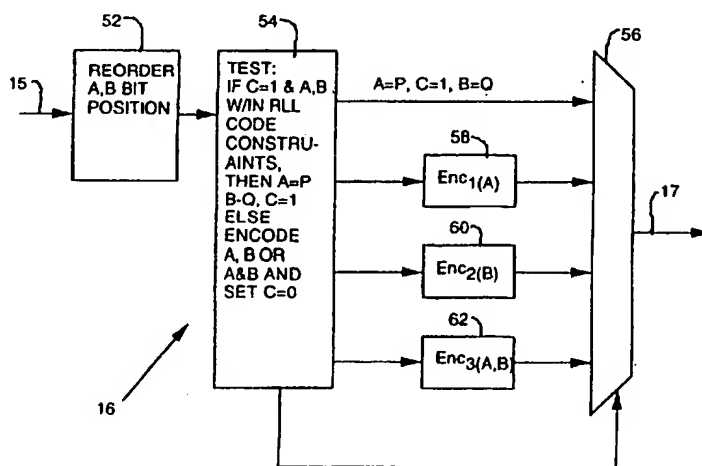 52
54
56
15
REORDER
A,B BIT
POSITION
TEST:
IF C=1 & A,B
W/IN RLL
CODE
CONSTRU-
AINTS,
THEN A=P
B-Q, C=1
ELSE
ENCODE
A, B OR
A&B AND
SET C=0
A=P, C=1, B=Q
58
Enc1(A)
60
Enc2(B)
62
Enc3(A,B)
17
16